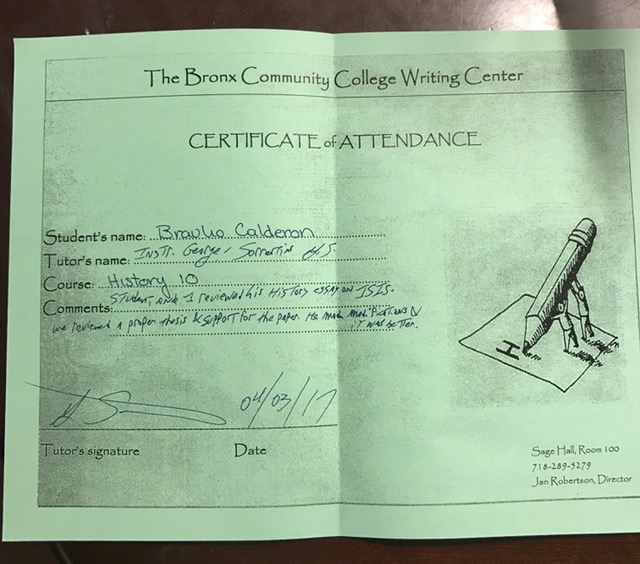 The Bronx Community College Writing Center
CERTIFICATE of ATTENDANCE
Student's name: Braulio Calderon
Tutor's name: Instr. George
Course: History 10
Comments: Student and I reviewed his History essay on ISIS.
we reviewed a proper thesis & support for the paper. He made modifications &
it was better.
04/03/17
Tutor's signature Date
H
Sage Hall, Room 100
718-289-5279
Jan Robertson, Director